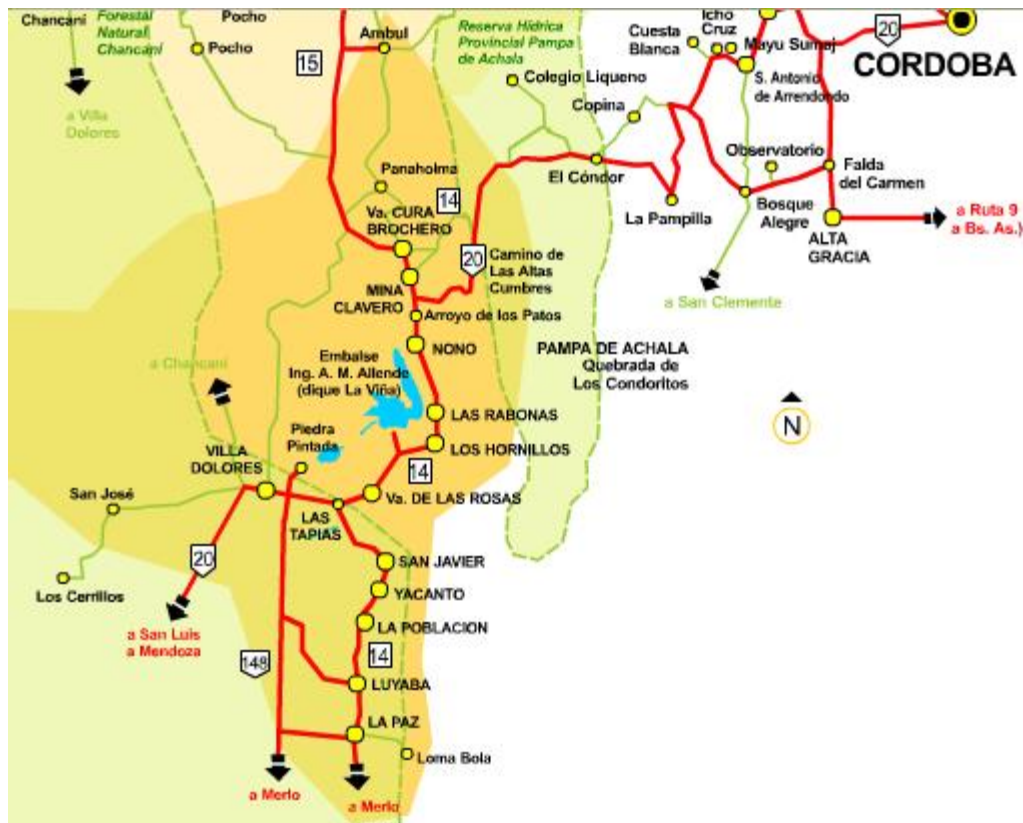 Chancaní
Forestal
Natural
Chancaní
Pocho
Pocho
Ambul
15
Reserva Hídrica
Provincial Pampa
de Achala
Colegio Liqueno
Copina
Cuesta
Blanca
Icho
Cruz
Mayu Sumaj
20
CORDOBA
S. Antonio
de Arrendondo
a Villa
Dolores
Panaholma
14
Va. CURA
BROCHERO
El Cóndor
La Pampilla
Observatorio
Falda
del Carmen
Bosque
Alegre
ALTA
GRACIA
a Ruta 9
a Bs. As.)
20
Camino de
Las Altas
Cumbres
MINA
CLAVERO
Arroyo de los Patos
a San Clemente
NONO
PAMPA DE ACHALA
Quebrada de
Los Condoritos
a Chancaní
Embalse
Ing. A. M. Allende
(dique La Viña)
LAS RABONAS
N
Piedra
Pintada
LOS HORNILLOS
VILLA
DOLORES
14
San José
Va. DE LAS ROSAS
LAS
TAPIAS
20
SAN JAVIER
Los Cerrillos
YACANTO
a San Luis
a Mendoza
LA POBLACION
148
14
LUYABA
LA PAZ
Loma Bola
a Merlo
a Merlo